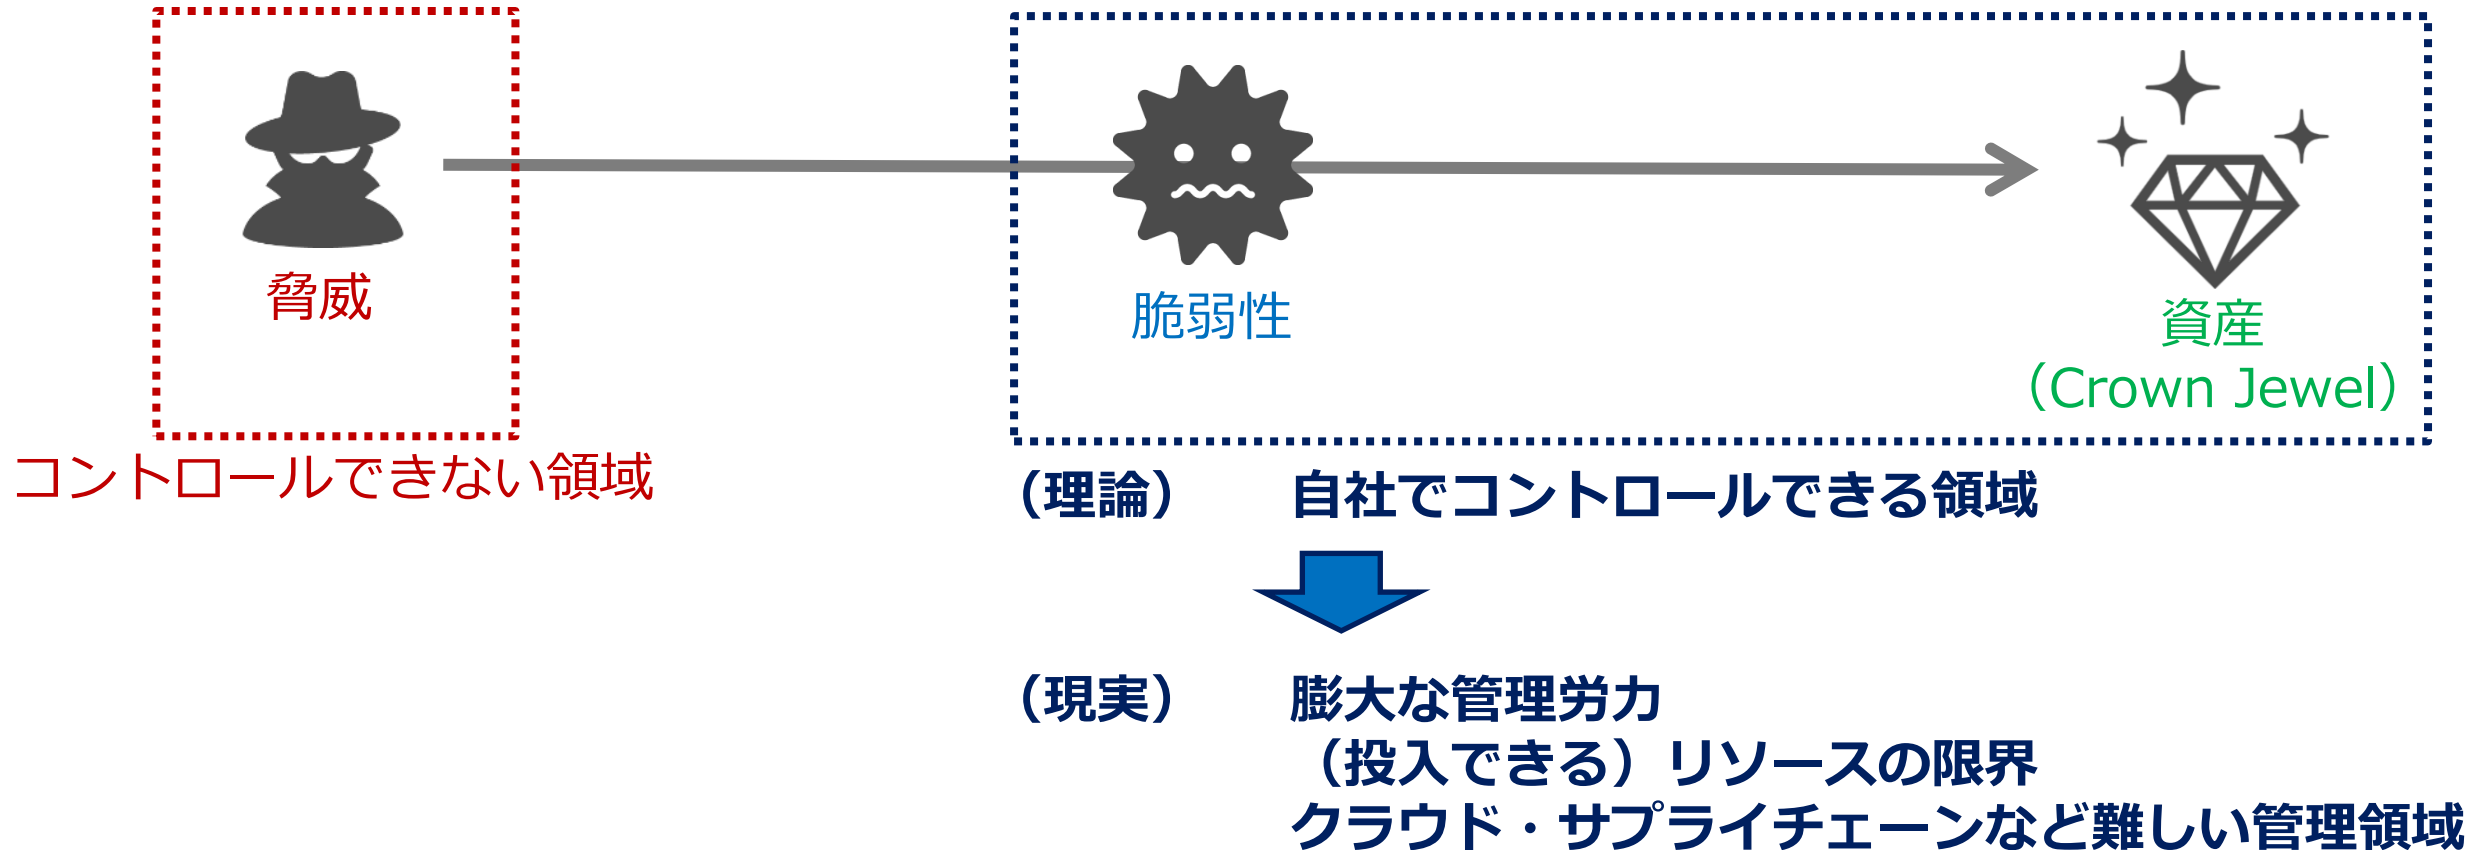 脅威
脆弱性
資産
（Crown Jewel）
コントロールできない領域
（理論） 自社でコントロールできる領域
（現実） 膨大な管理労力
（投入できる）リソースの限界
クラウド・サプライチェーンなど難しい管理領域